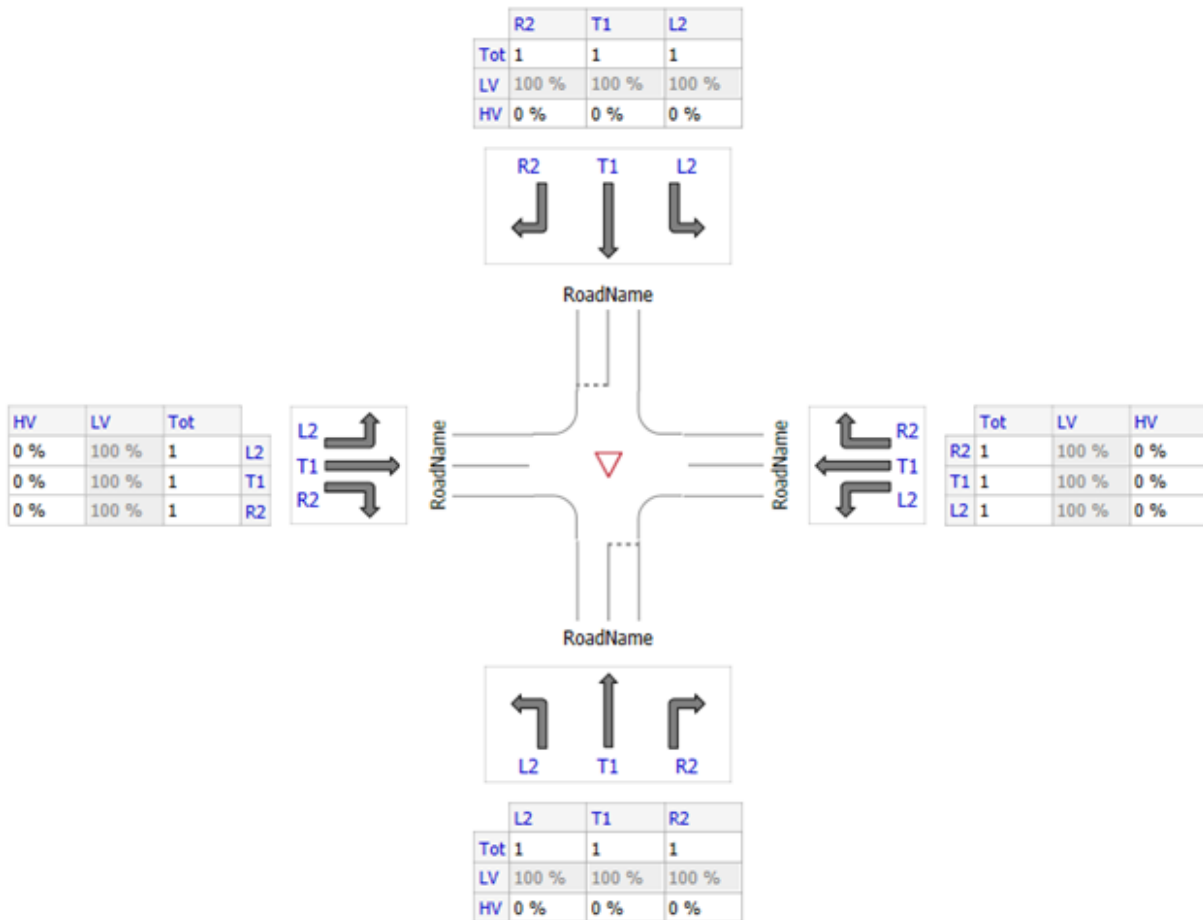 R2 T1 L2
Tot 1 1 1
LV 100 % 100 % 100 %
HV 0 % 0 % 0 %
R2 T1 L2
RoadName
HV LV Tot
0 % 100 % 1 L2
0 % 100 % 1 T1
0 % 100 % 1 R2
L2
T1
R2
RoadName
RoadName
R2
T1
L2
Tot LV HV
R2 1 100 % 0 %
T1 1 100 % 0 %
L2 1 100 % 0 %
RoadName
L2 T1 R2
L2 T1 R2
Tot 1 1 1
LV 100 % 100 % 100 %
HV 0 % 0 % 0 %